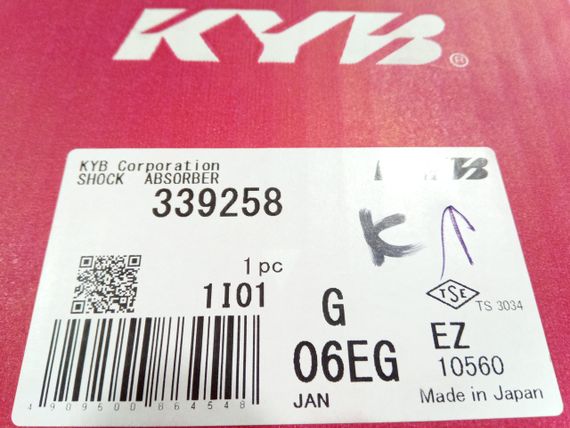 KYB®
KYB Corporation
SHOCK ABSORBER
339258
KYB
K
1 pc
1I01
TSE
TS 3034
G
06EG
JAN
EZ
10560
Made in Japan
4909500864548